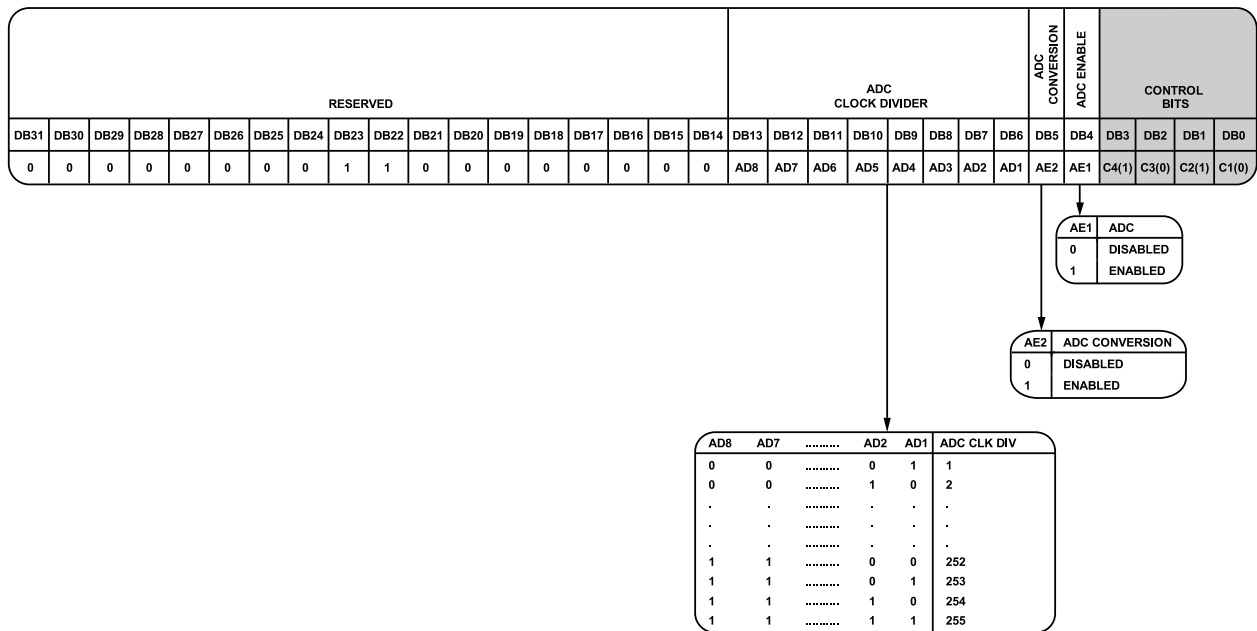 RESERVED
ADC
CLOCK DIVIDER
ADC
CONVERSION
ADC ENABLE
CONTROL
BITS
DB31 DB30 DB29 DB28 DB27 DB26 DB25 DB24 DB23 DB22 DB21 DB20 DB19 DB18 DB17 DB16 DB15 DB14 DB13 DB12 DB11 DB10 DB9 DB8 DB7 DB6 DB5 DB4 DB3 DB2 DB1 DB0
0 0 0 0 0 0 0 0 1 1 0 0 0 0 0 0 0 0 AD8 AD7 AD6 AD5 AD4 AD3 AD2 AD1 AE2 AE1 C4(1) C3(0) C2(1) C1(0)
AE1 ADC
0 DISABLED
1 ENABLED
AE2 ADC CONVERSION
0 DISABLED
1 ENABLED
AD8 AD7 .......... AD2 AD1 ADC CLK DIV
0 0 .......... 0 1 1
0 0 .......... 1 0 2
. . .......... . . .
. . .......... . . .
. . .......... . . .
1 1 .......... 0 0 252
1 1 .......... 0 1 253
1 1 .......... 1 0 254
1 1 .......... 1 1 255